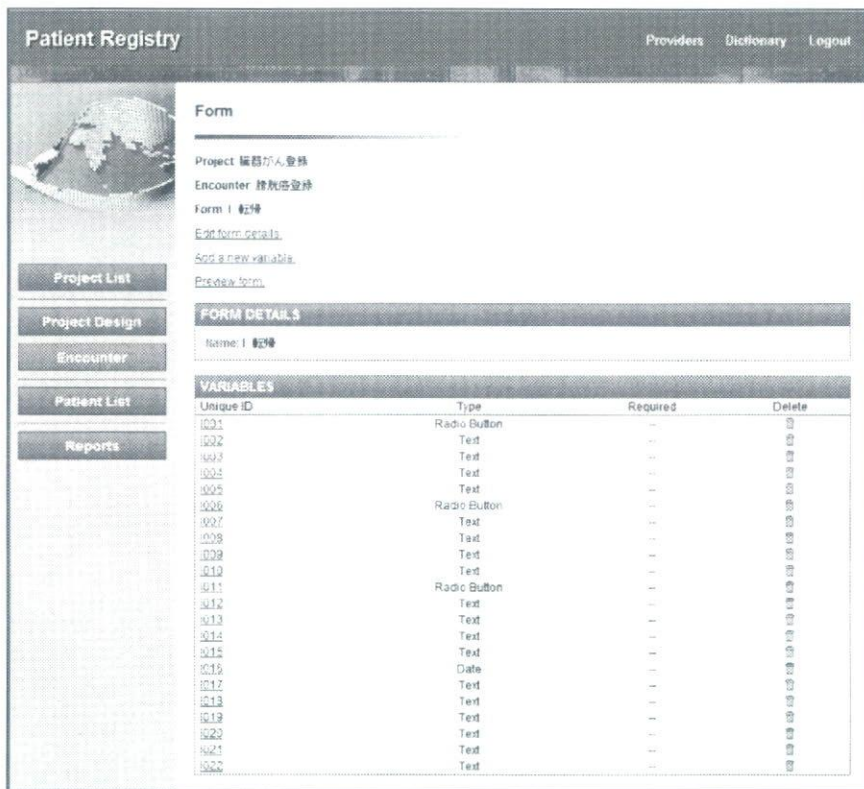 Patient Registry
Providers Dictionary Logout
Form
Project 臓器がん登録
Encounter 膀胱癌登録
Form I 転帰
Edit form details.
Add a new variable.
Preview form.
Project List
Project Design
Encounter
Patient List
Reports
FORM DETAILS
Name: I 転帰
VARIABLES
Unique ID Type Required Delete
I001 Radio Button --
I002 Text --
I003 Text --
I004 Text --
I005 Text --
I006 Radio Button --
I007 Text --
I008 Text --
I009 Text --
I010 Text --
I011 Radio Button --
I012 Text --
I013 Text --
I014 Text --
I015 Text --
I016 Date --
I017 Text --
I018 Text --
I019 Text --
I020 Text --
I021 Text --
I022 Text --